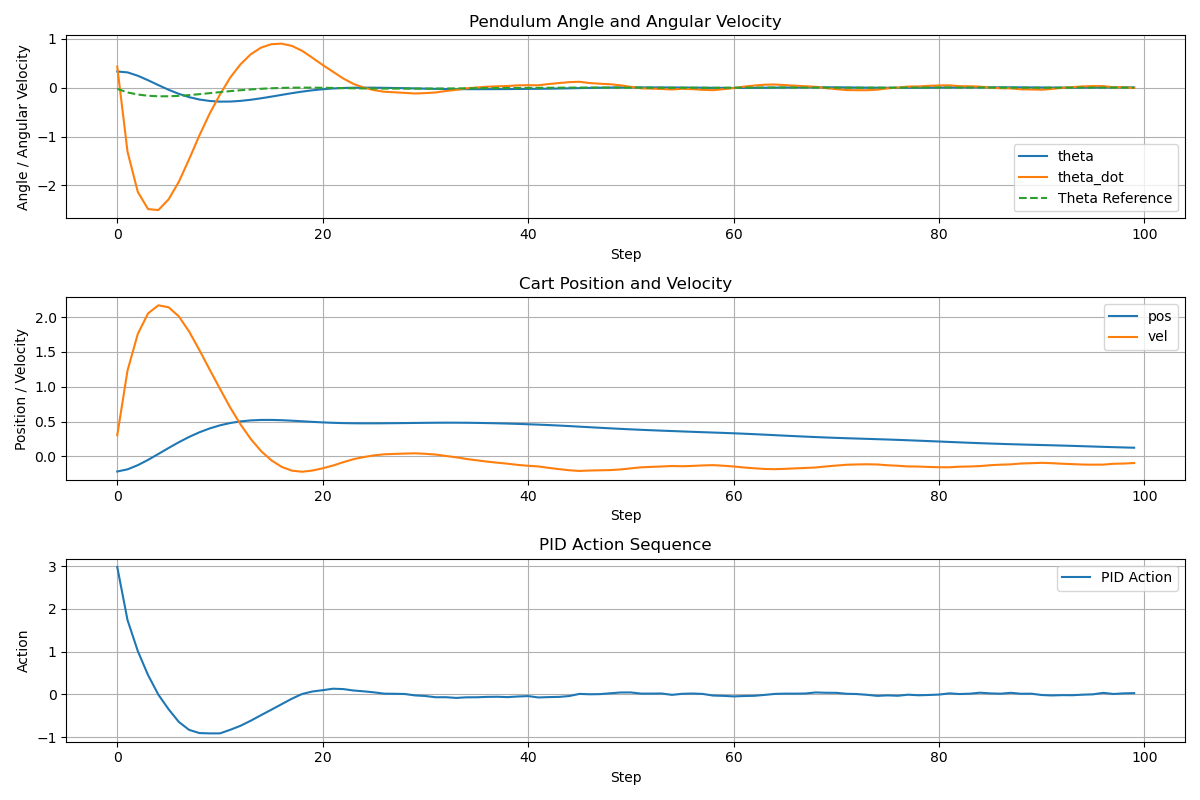 Pendulum Angle and Angular Velocity
Angle / Angular Velocity
1
0
−1
−2
theta
theta_dot
Theta Reference
0 20 40 60 80 100
Step
Cart Position and Velocity
Position / Velocity
2.0
1.5
1.0
0.5
0.0
pos
vel
0 20 40 60 80 100
Step
PID Action Sequence
Action
3
2
1
0
−1
PID Action
0 20 40 60 80 100
Step